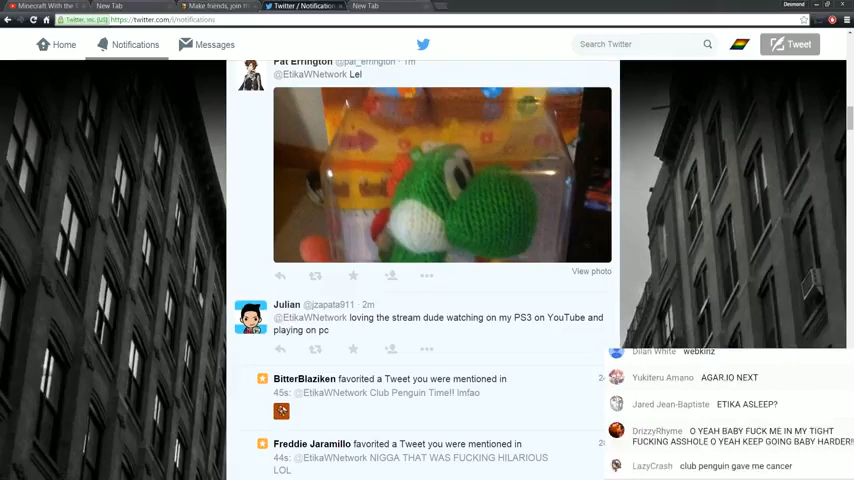 Desmond
Minecraft With the G
New Tab
Make friends, join th
Twitter / Notification
New Tab
Twitter, Inc. [US]
https://twitter.com/i/notifications
Home
Notifications
Messages
Search Twitter
Tweet
Pat Errington @pat_errington · 1m
@EtikaWNetwork Lel
View photo
Julian @jzapata911 · 2m
@EtikaWNetwork loving the stream dude watching on my PS3 on YouTube and
playing on pc
BitterBlaziken favorited a Tweet you were mentioned in
45s: @EtikaWNetwork Club Penguin Time!! lmfao
Freddie Jaramillo favorited a Tweet you were mentioned in
44s: @EtikaWNetwork NIGGA THAT WAS FUCKING HILARIOUS
LOL
Dilan White webkinz
Yukiteru Amano AGAR.IO NEXT
Jared Jean-Baptiste ETIKA ASLEEP?
DrizzyRhyme O YEAH BABY FUCK ME IN MY TIGHT
FUCKING ASSHOLE O YEAH KEEP GOING BABY HARDER!!
LazyCrash club penguin gave me cancer